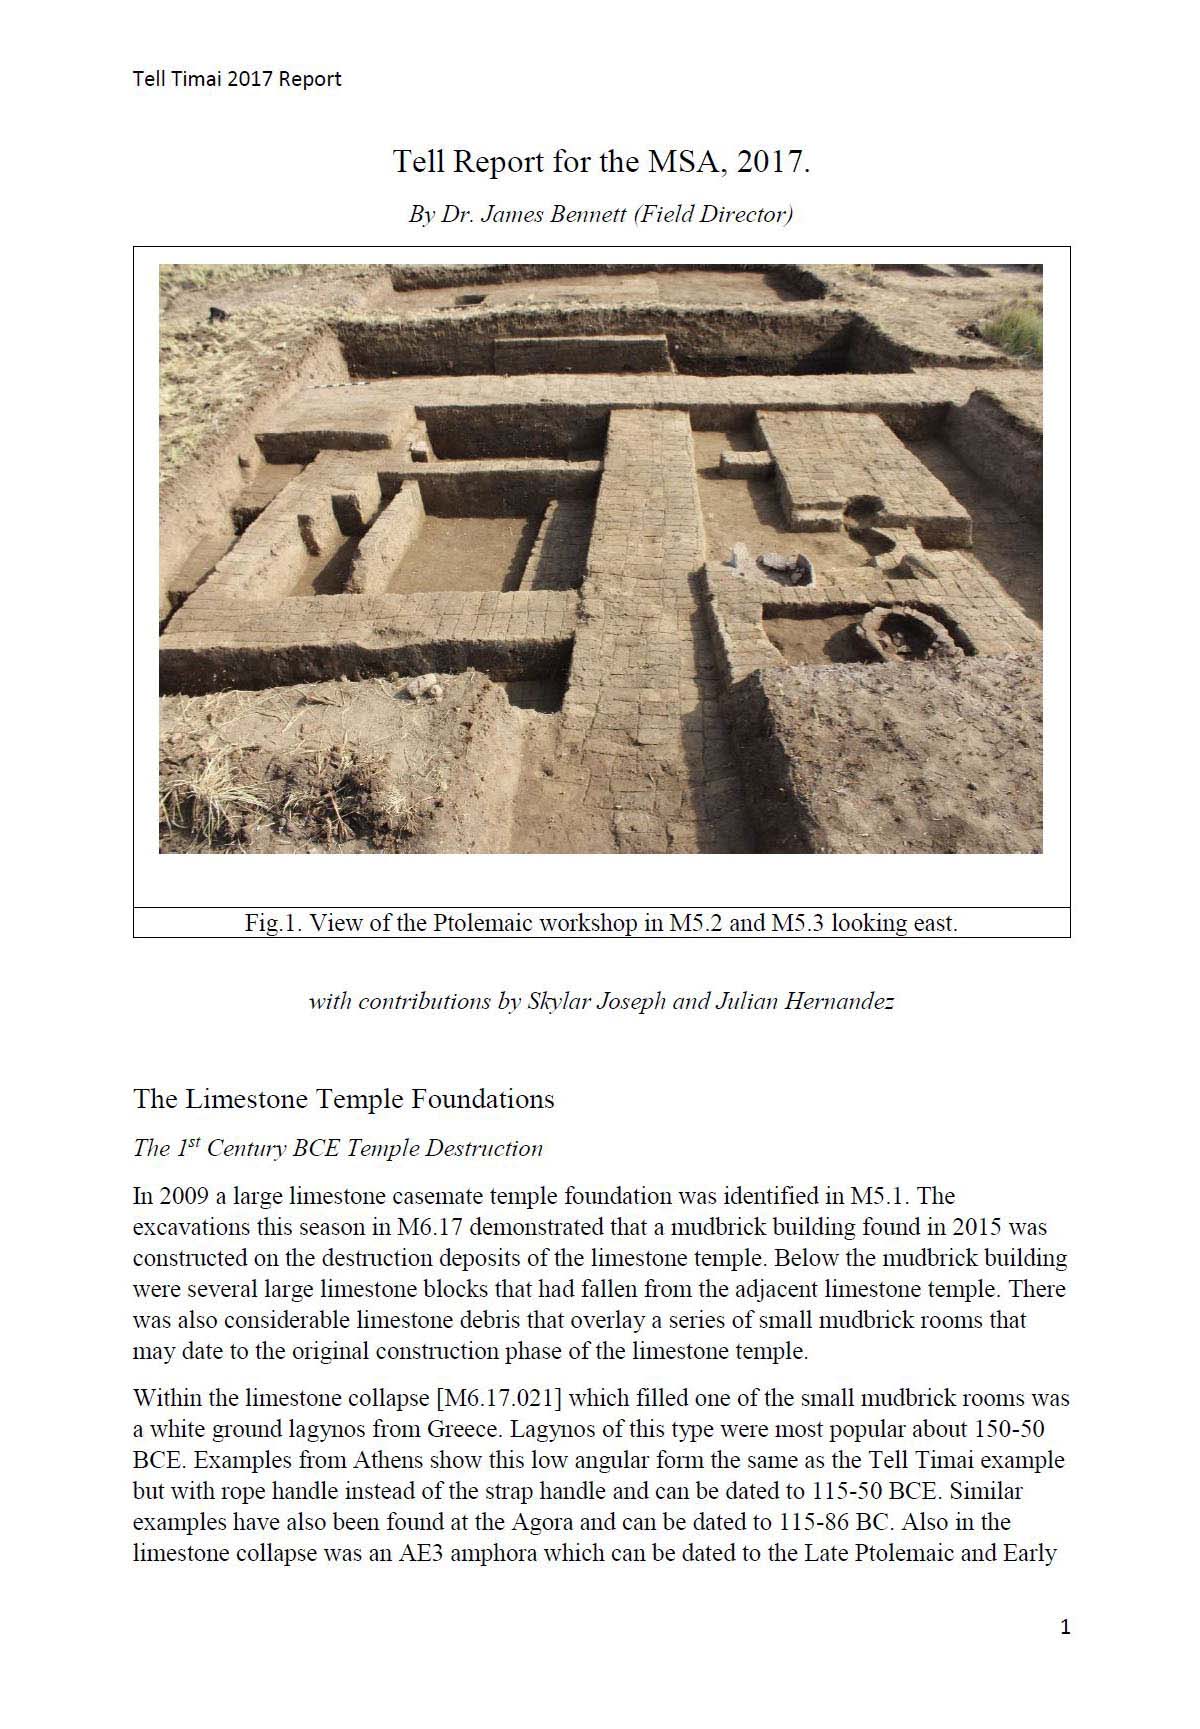 Tell Timai 2017 Report
Tell Report for the MSA, 2017.
By Dr. James Bennett (Field Director)
Fig.1. View of the Ptolemaic workshop in M5.2 and M5.3 looking east.
with contributions by Skylar Joseph and Julian Hernandez
The Limestone Temple Foundations
The 1st Century BCE Temple Destruction
In 2009 a large limestone casemate temple foundation was identified in M5.1. The
excavations this season in M6.17 demonstrated that a mudbrick building found in 2015 was
constructed on the destruction deposits of the limestone temple. Below the mudbrick building
were several large limestone blocks that had fallen from the adjacent limestone temple. There
was also considerable limestone debris that overlay a series of small mudbrick rooms that
may date to the original construction phase of the limestone temple.
Within the limestone collapse [M6.17.021] which filled one of the small mudbrick rooms was
a white ground lagynos from Greece. Lagynos of this type were most popular about 150-50
BCE. Examples from Athens show this low angular form the same as the Tell Timai example
but with rope handle instead of the strap handle and can be dated to 115-50 BCE. Similar
examples have also been found at the Agora and can be dated to 115-86 BC. Also in the
limestone collapse was an AE3 amphora which can be dated to the Late Ptolemaic and Early
1